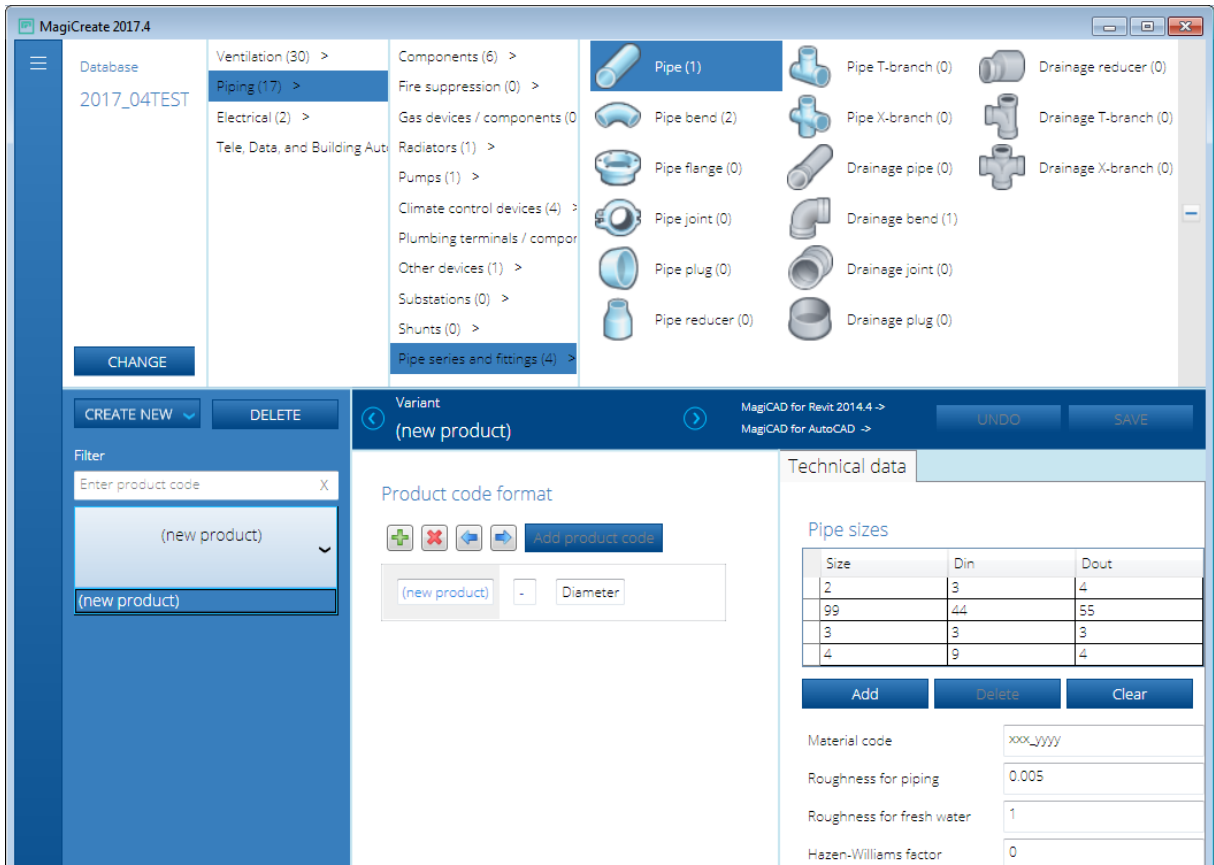 MagiCreate 2017.4
Database
2017_04TEST
CHANGE
Ventilation (30) >
Piping (17) >
Electrical (2) >
Tele, Data, and Building Aut
Components (6) >
Fire suppression (0) >
Gas devices / components (0
Radiators (1) >
Pumps (1) >
Climate control devices (4) >
Plumbing terminals / compor
Other devices (1) >
Substations (0) >
Shunts (0) >
Pipe series and fittings (4) >
Pipe (1)
Pipe bend (2)
Pipe flange (0)
Pipe joint (0)
Pipe plug (0)
Pipe reducer (0)
Pipe T-branch (0)
Pipe X-branch (0)
Drainage pipe (0)
Drainage bend (1)
Drainage joint (0)
Drainage plug (0)
Drainage reducer (0)
Drainage T-branch (0)
Drainage X-branch (0)
CREATE NEW
DELETE
Filter
Enter product code X
(new product)
(new product)
Variant
(new product)
MagiCAD for Revit 2014.4 ->
MagiCAD for AutoCAD ->
UNDO
SAVE
Product code format
Add product code
(new product) - Diameter
Technical data
Pipe sizes
Size Din Dout
2 3 4
99 44 55
3 3 3
4 9 4
Add Delete Clear
Material code xxx_yyyy
Roughness for piping 0.005
Roughness for fresh water 1
Hazen-Williams factor 0